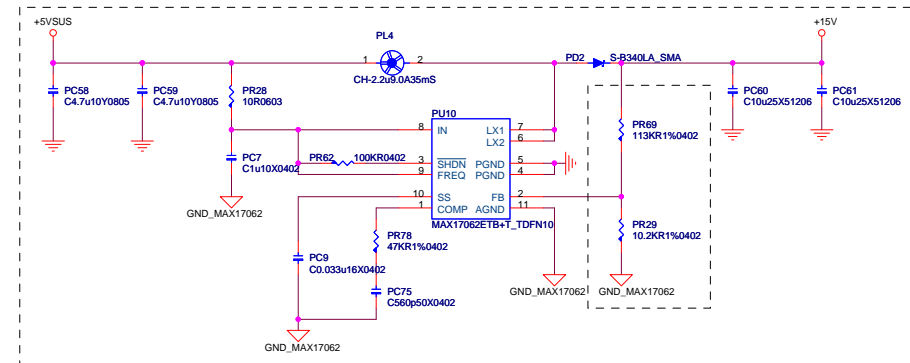 +5VSUS
+15V
PL4
1
2
CH-2.2u9.0A35mS
PD2
S-B340LA_SMA
PC58
C4.7u10Y0805
PC59
C4.7u10Y0805
PR28
10R0603
PC60
C10u25X51206
PC61
C10u25X51206
PU10
8 IN
LX1 7
LX2 6
PR69
113KR1%0402
PC7
C1u10X0402
PR62
100KR0402
3 SHDN
9 FREQ
PGND 5
PGND 4
10 SS
1 COMP
FB 2
AGND 11
MAX17062ETB+T_TDFN10
GND_MAX17062
PR78
47KR1%0402
PR29
10.2KR1%0402
PC9
C0.033u16X0402
PC75
C560p50X0402
GND_MAX17062
GND_MAX17062
GND_MAX17062